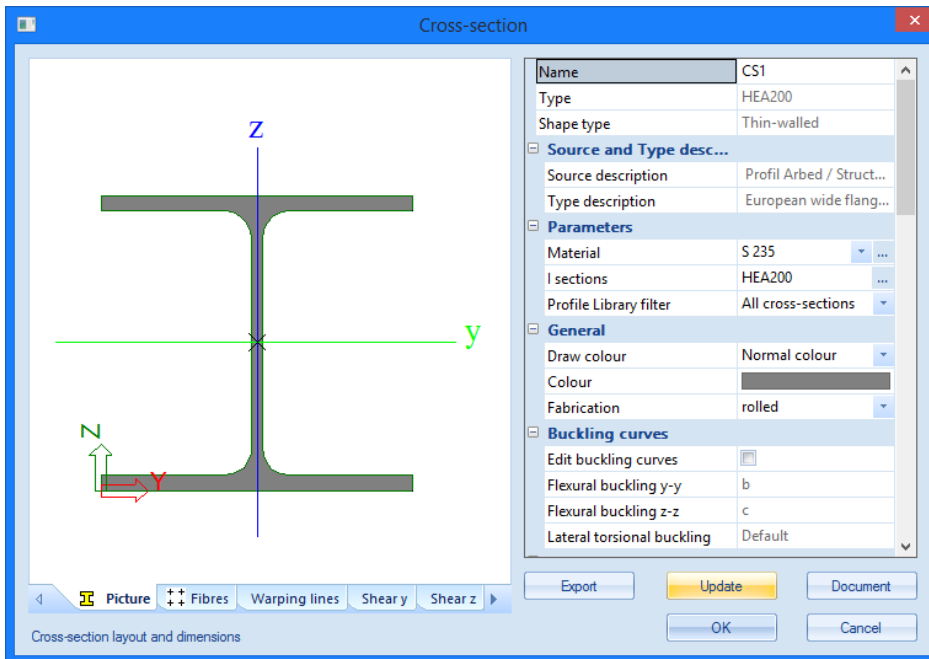 Cross-section
z
y
N
Y
Picture
Fibres
Warping lines
Shear y
Shear z
Cross-section layout and dimensions
Name CS1
Type HEA200
Shape type Thin-walled
Source and Type desc...
Source description Profil Arbed / Struct...
Type description European wide flang...
Parameters
Material S 235 ...
I sections HEA200 ...
Profile Library filter All cross-sections
General
Draw colour Normal colour
Colour
Fabrication rolled
Buckling curves
Edit buckling curves
Flexural buckling y-y b
Flexural buckling z-z c
Lateral torsional buckling Default
Export Update Document
OK Cancel